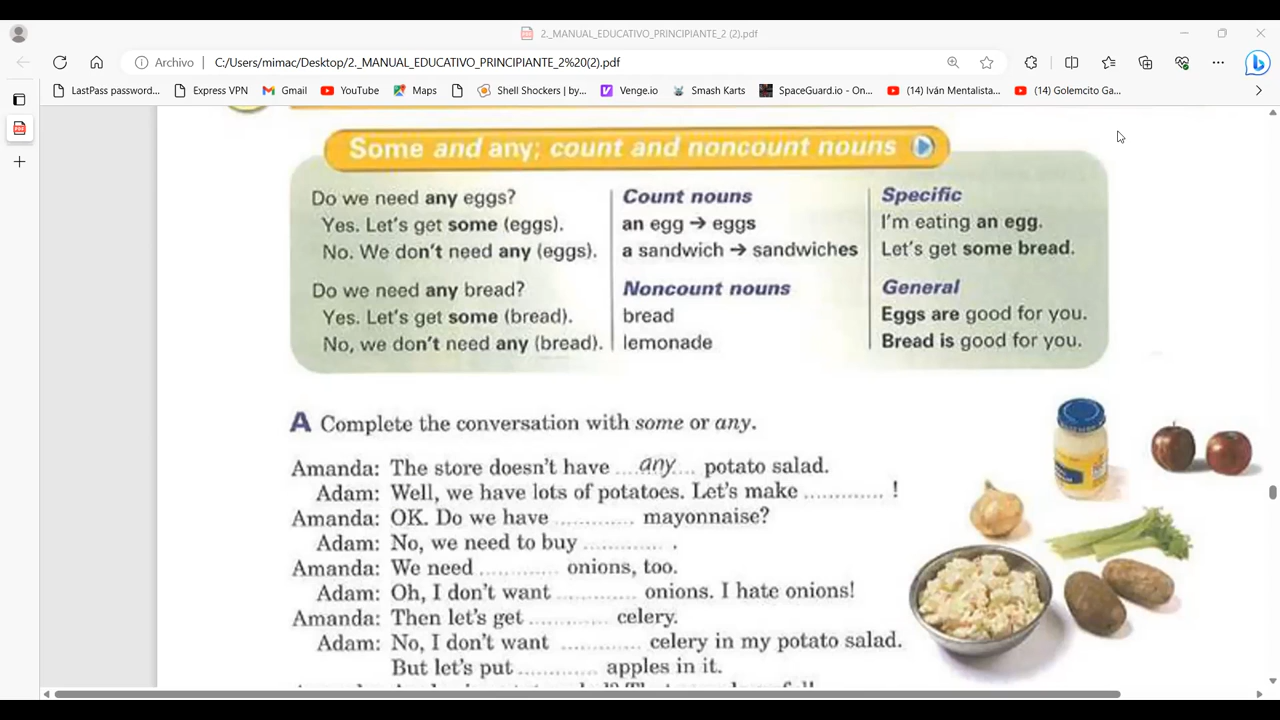 2._MANUAL_EDUCATIVO_PRINCIPIANTE_2 (2).pdf
Archivo C:/Users/mimac/Desktop/2._MANUAL_EDUCATIVO_PRINCIPIANTE_2%20(2).pdf
LastPass password... Express VPN Gmail YouTube Maps Shell Shockers | by... Venge.io Smash Karts SpaceGuard.io - On... (14) Iván Mentalista... (14) Golemcito Ga...
Some and any; count and noncount nouns
Do we need any eggs?
Yes. Let's get some (eggs).
No. We don't need any (eggs).
Do we need any bread?
Yes. Let's get some (bread).
No, we don't need any (bread).
Count nouns
an egg → eggs
a sandwich → sandwiches
Noncount nouns
bread
lemonade
Specific
I'm eating an egg.
Let's get some bread.
General
Eggs are good for you.
Bread is good for you.
A Complete the conversation with some or any.
Amanda: The store doesn't have ...any... potato salad.
Adam: Well, we have lots of potatoes. Let's make ............. !
Amanda: OK. Do we have ............. mayonnaise?
Adam: No, we need to buy ............. .
Amanda: We need ............. onions, too.
Adam: Oh, I don't want ............. onions. I hate onions!
Amanda: Then let's get ............. celery.
Adam: No, I don't want ............. celery in my potato salad.
But let's put ............. apples in it.